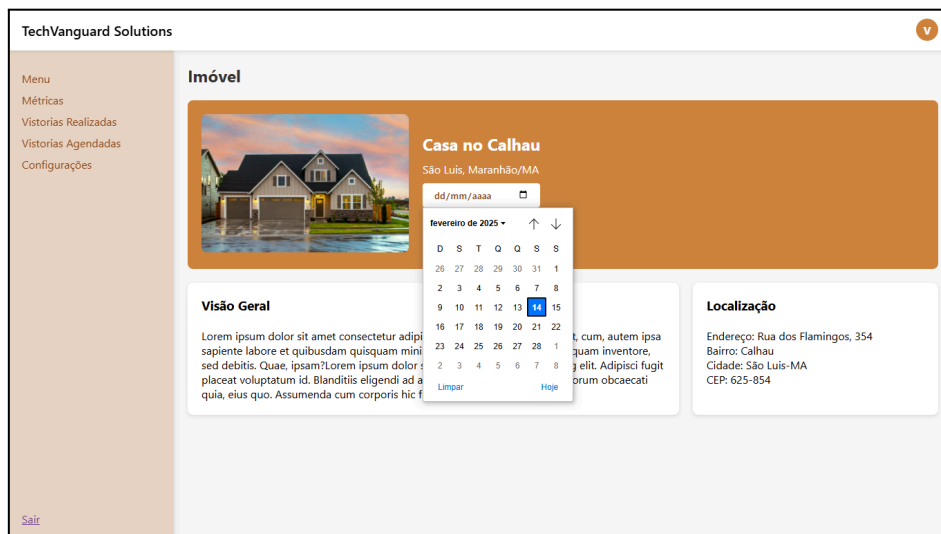 TechVanguard Solutions
V
Menu
Métricas
Vistorias Realizadas
Vistorias Agendadas
Configurações
Sair
Imóvel
Casa no Calhau
São Luis, Maranhão/MA
dd/mm/aaaa
fevereiro de 2025
D S T Q Q S S
26 27 28 29 30 31 1
2 3 4 5 6 7 8
9 10 11 12 13 14 15
16 17 18 19 20 21 22
23 24 25 26 27 28 1
2 3 4 5 6 7 8
Limpar Hoje
Visão Geral
Lorem ipsum dolor sit amet consectetur adipi t, cum, autem ipsa
sapiente labore et quibusdam quisquam mini quam inventore,
sed debitis. Quae, ipsam?Lorem ipsum dolor s g elit. Adipisci fugit
placeat voluptatum id. Blanditiis eligendi ad a orum obcaecati
quia, eius quo. Assumenda cum corporis hic f
Localização
Endereço: Rua dos Flamingos, 354
Bairro: Calhau
Cidade: São Luis-MA
CEP: 625-854